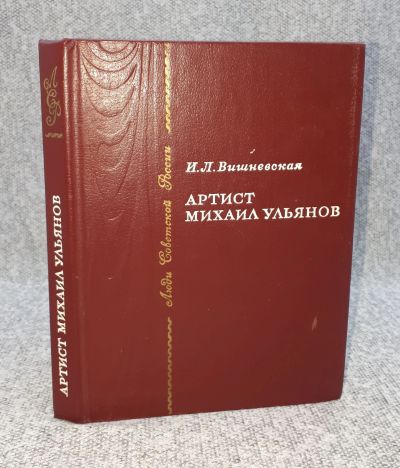 И.Л.Вишневская
АРТИСТ
МИХАИЛ УЛЬЯНОВ
Люди Советской России
АРТИСТ МИХАИЛ УЛЬЯНОВ